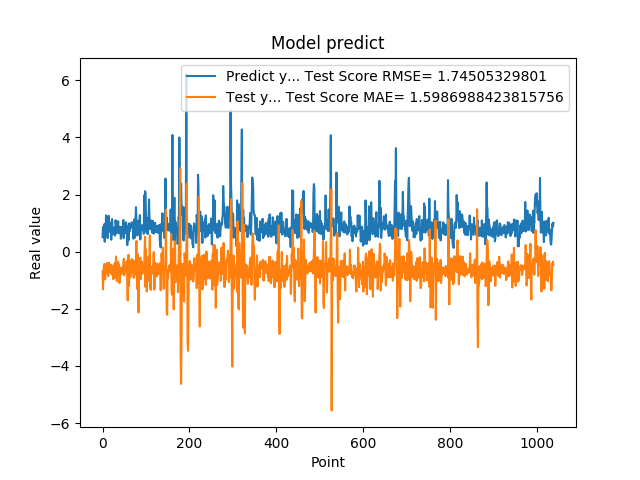 Model predict
Predict y... Test Score RMSE= 1.74505329801
Test y... Test Score MAE= 1.5986988423815756
Real value
6
4
2
0
−2
−4
−6
0 200 400 600 800 1000
Point